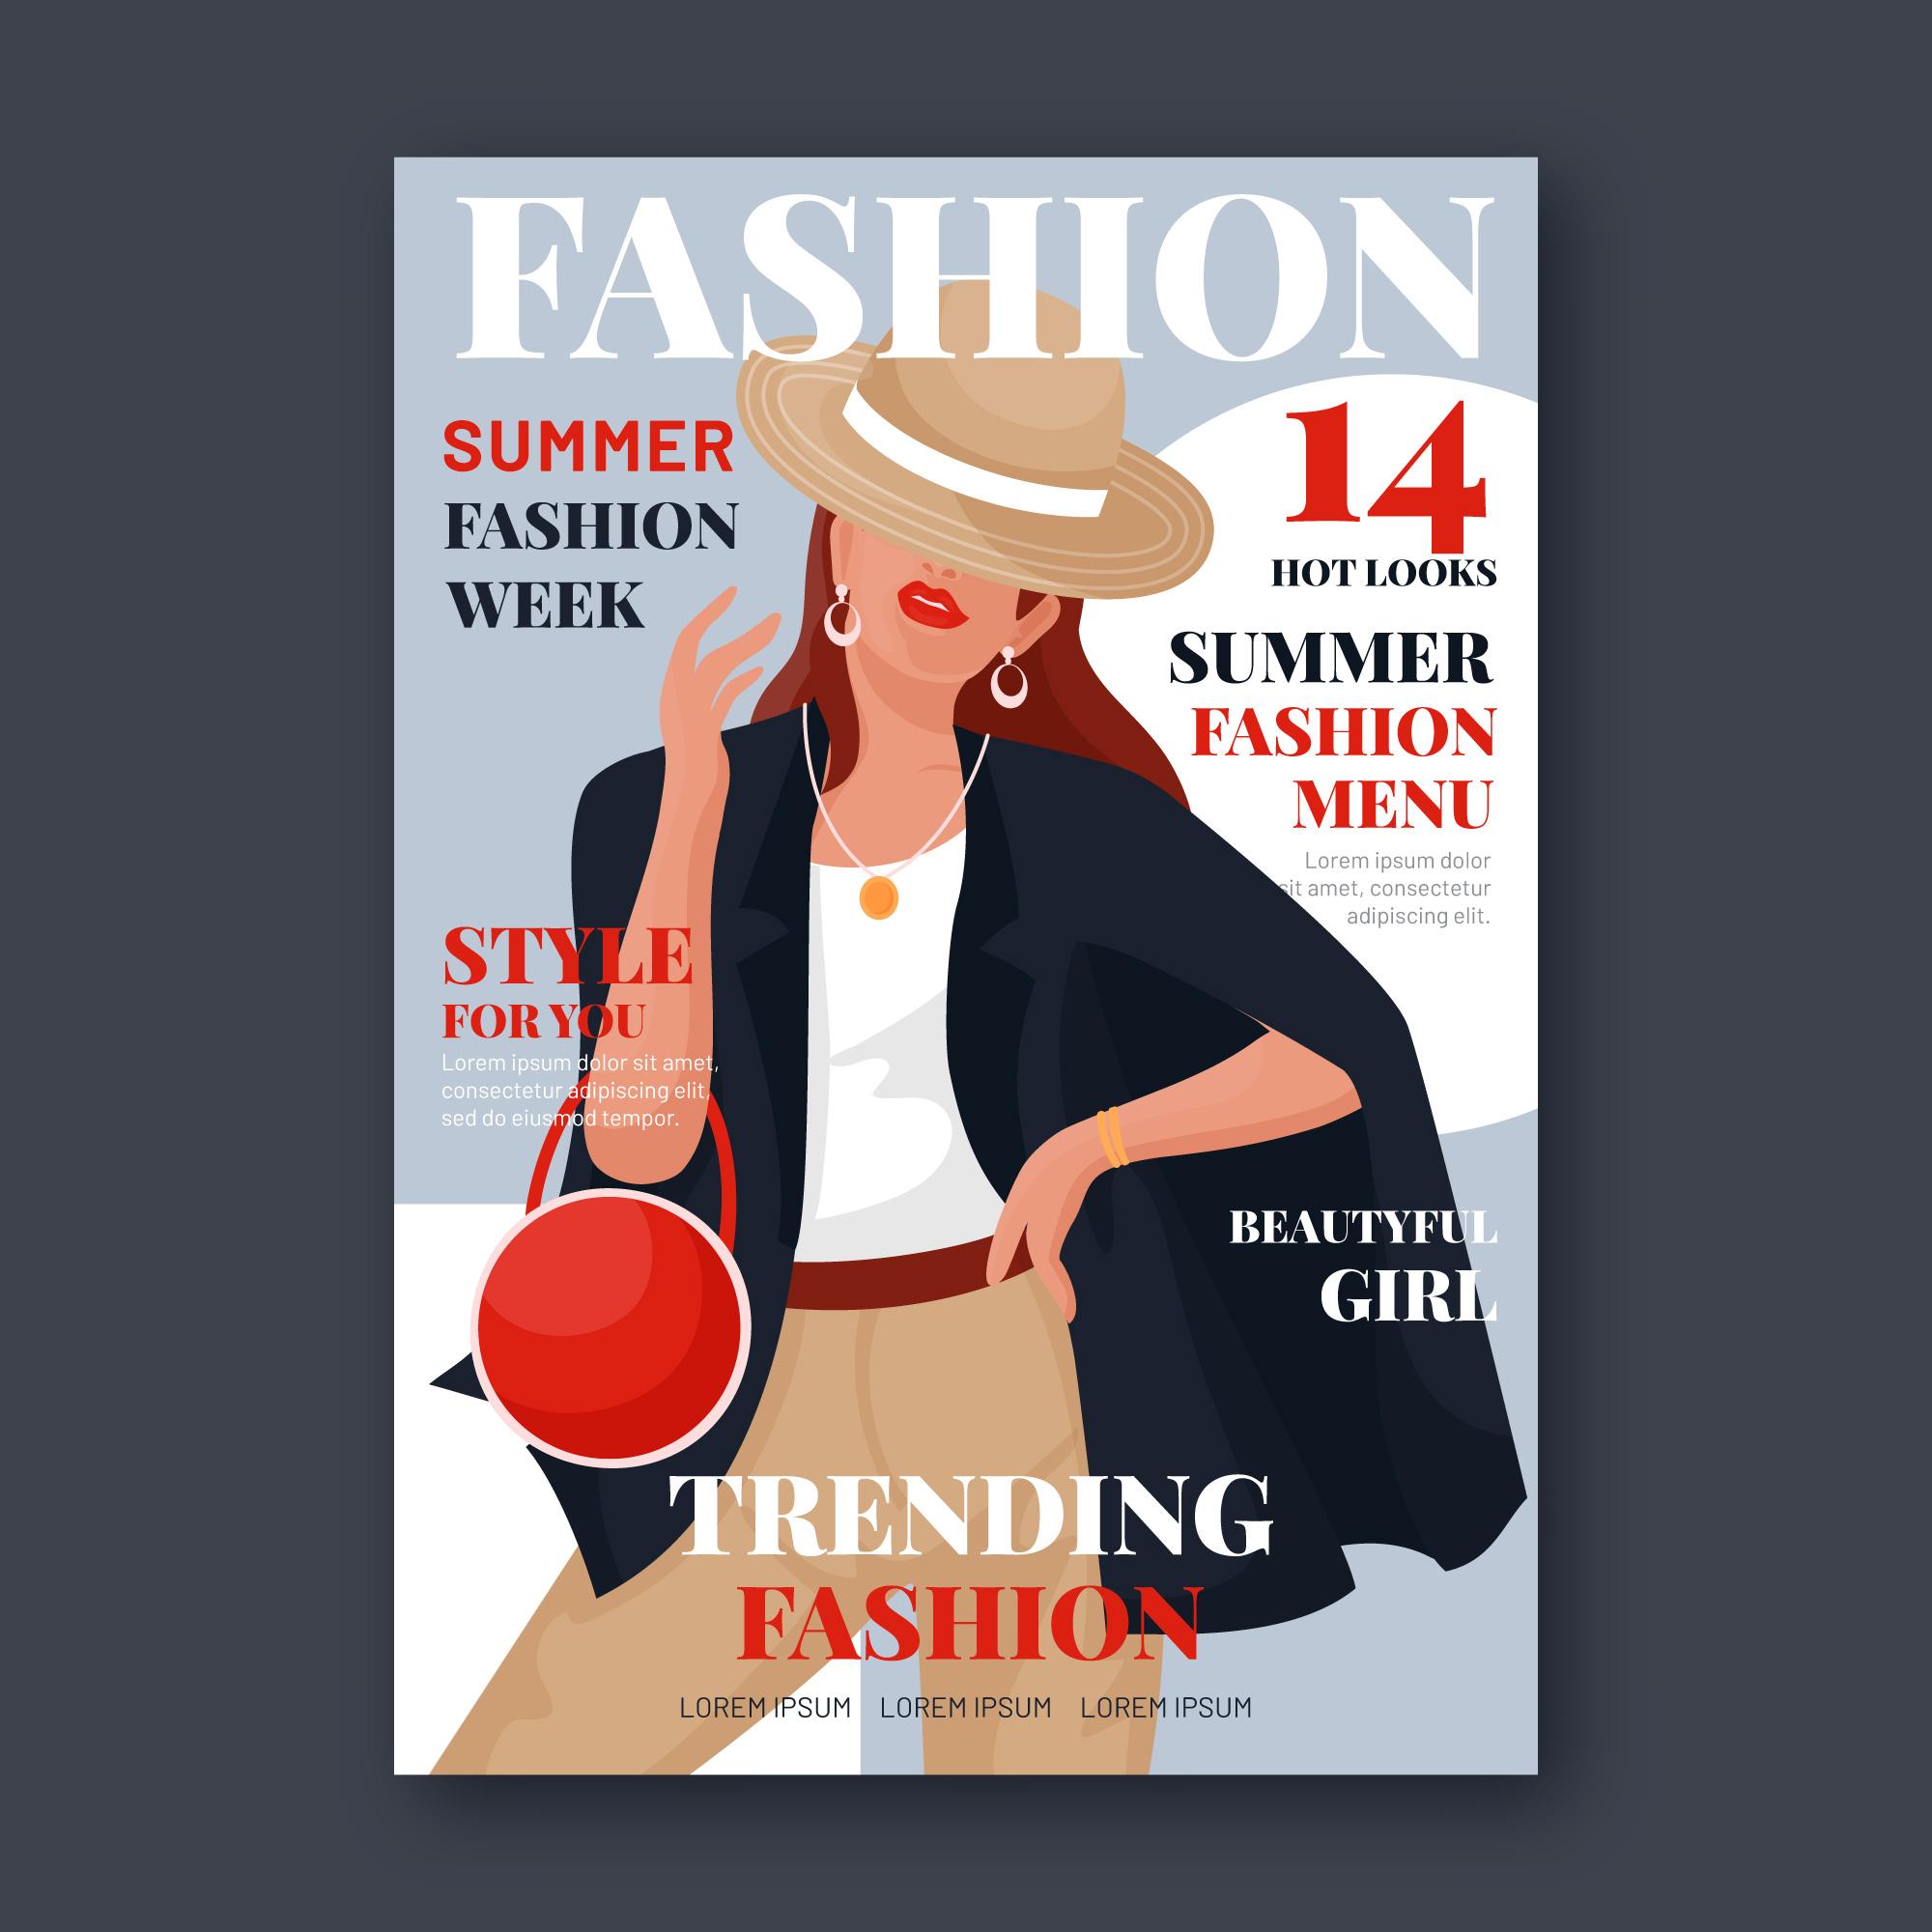 FASHION
SUMMER
FASHION
WEEK
14
HOT LOOKS
SUMMER
FASHION
MENU
Lorem ipsum dolor
sit amet, consectetur
adipiscing elit.
STYLE
FOR YOU
Lorem ipsum dolor sit amet,
consectetur adipiscing elit,
sed do eiusmod tempor.
BEAUTYFUL
GIRL
TRENDING
FASHION
LOREM IPSUM LOREM IPSUM LOREM IPSUM